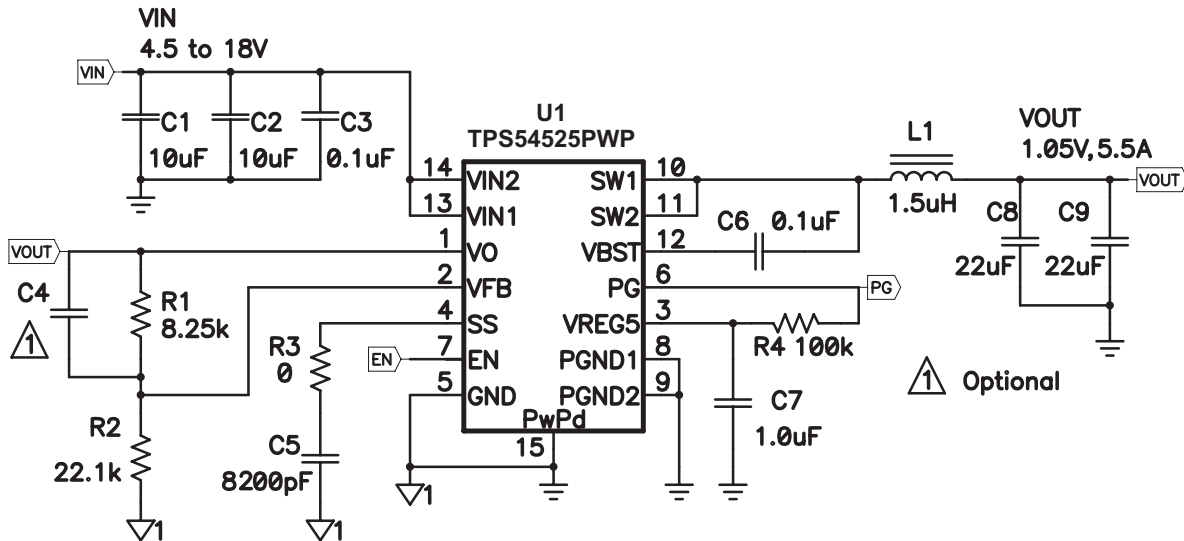 VIN
4.5 to 18V
VIN
C1
10uF
C2
10uF
C3
0.1uF
U1
TPS54525PWP
14 VIN2
13 VIN1
1 VO
2 VFB
4 SS
7 EN
5 GND
PwPd
15
SW1 10
SW2 11
VBST 12
PG 6
VREG5 3
PGND1 8
PGND2 9
VOUT
C4
1
R1
8.25k
R2
22.1k
1
R3
0
C5
8200pF
1
EN
1
C6 0.1uF
L1
1.5uH
VOUT
1.05V, 5.5A
VOUT
C8
22uF
C9
22uF
PG
R4 100k
C7
1.0uF
1 Optional